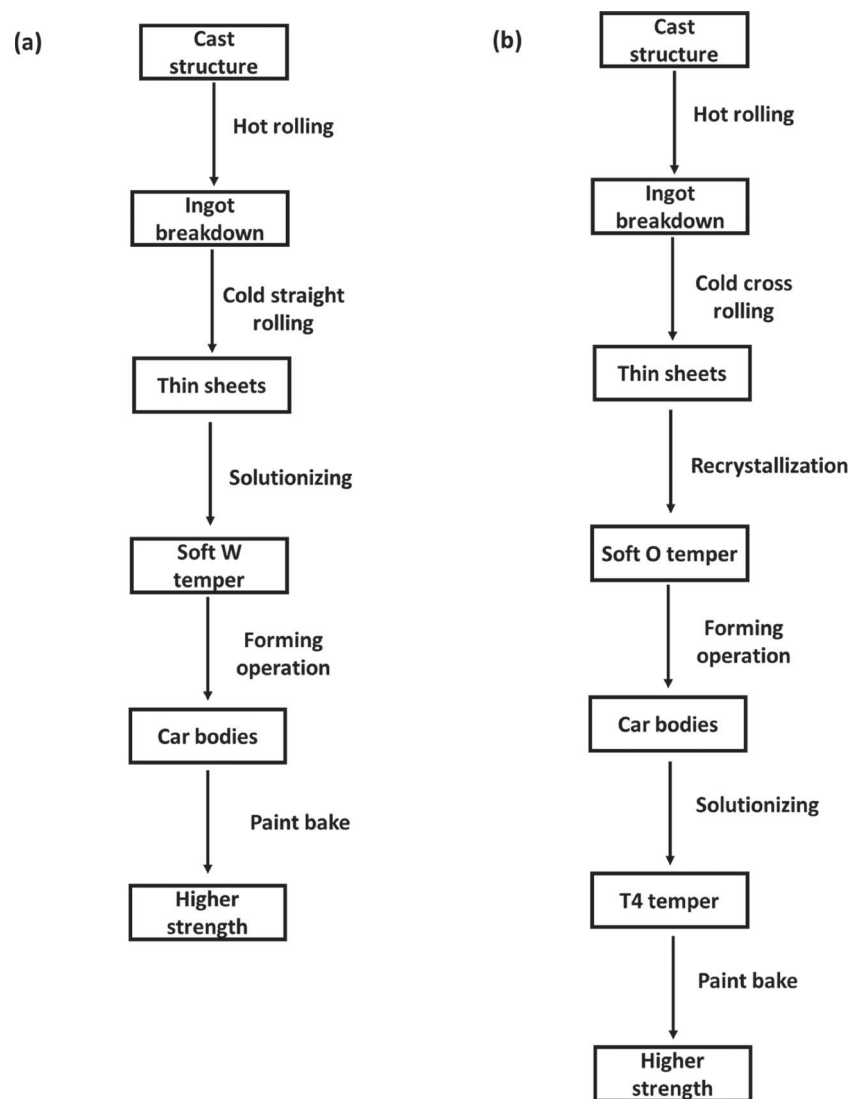 (a)
Cast
structure
Hot rolling
Ingot
breakdown
Cold straight
rolling
Thin sheets
Solutionizing
Soft W
temper
Forming
operation
Car bodies
Paint bake
Higher
strength
(b)
Cast
structure
Hot rolling
Ingot
breakdown
Cold cross
rolling
Thin sheets
Recrystallization
Soft O temper
Forming
operation
Car bodies
Solutionizing
T4 temper
Paint bake
Higher
strength